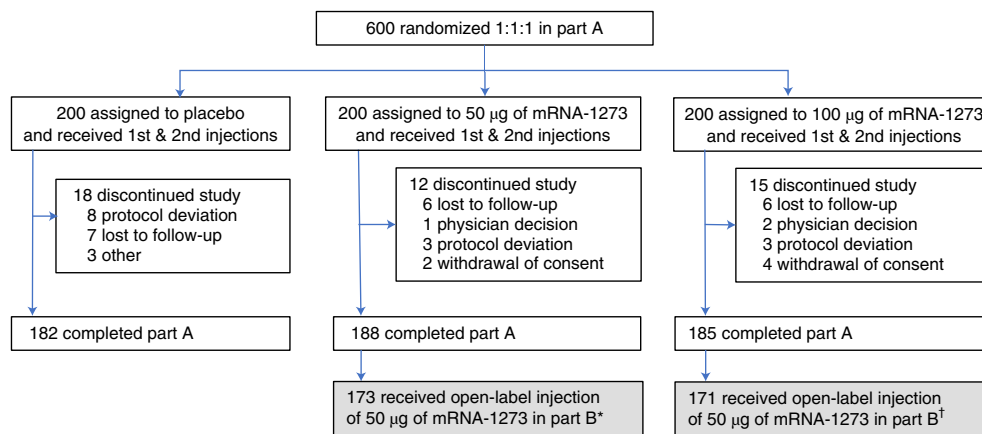 600 randomized 1:1:1 in part A
200 assigned to placebo
and received 1st & 2nd injections
200 assigned to 50 μg of mRNA-1273
and received 1st & 2nd injections
200 assigned to 100 μg of mRNA-1273
and received 1st & 2nd injections
18 discontinued study
8 protocol deviation
7 lost to follow-up
3 other
12 discontinued study
6 lost to follow-up
1 physician decision
3 protocol deviation
2 withdrawal of consent
15 discontinued study
6 lost to follow-up
2 physician decision
3 protocol deviation
4 withdrawal of consent
182 completed part A
188 completed part A
185 completed part A
173 received open-label injection
of 50 μg of mRNA-1273 in part B*
171 received open-label injection
of 50 μg of mRNA-1273 in part B†